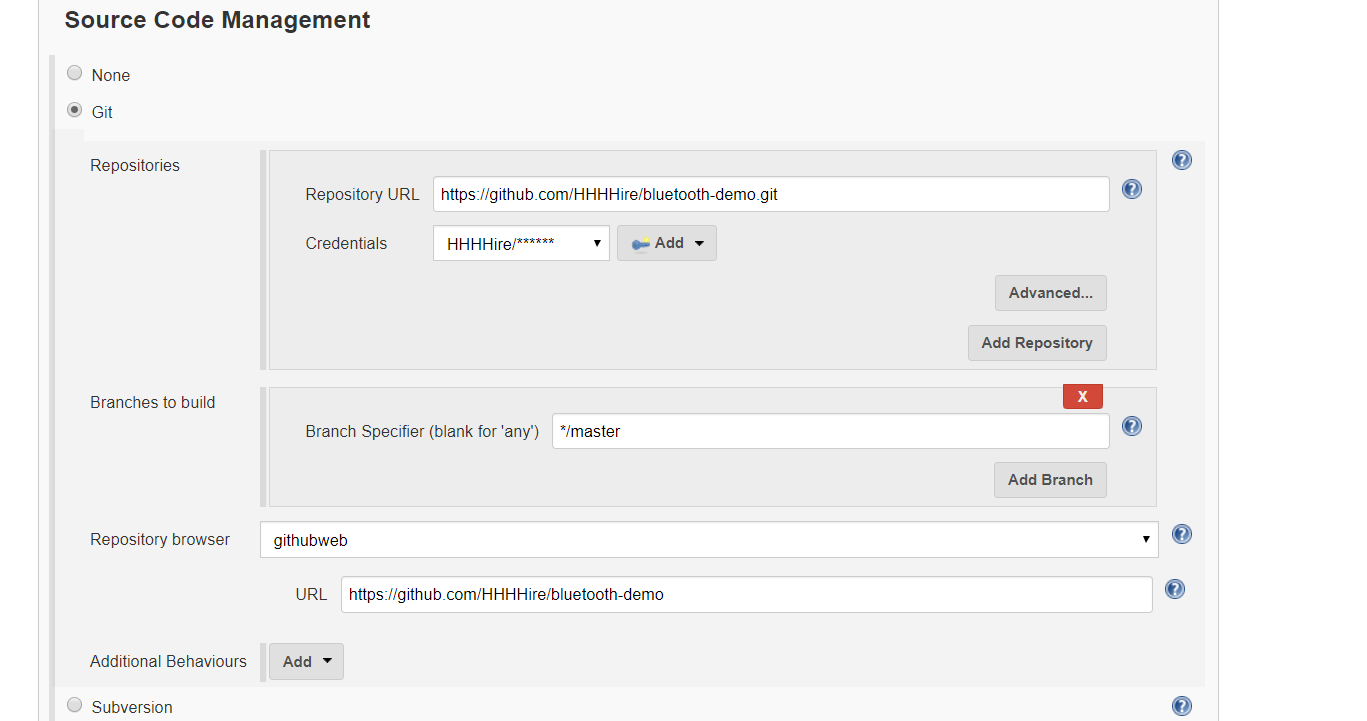 Source Code Management
None
Git
Repositories
Repository URL https://github.com/HHHHire/bluetooth-demo.git
Credentials HHHHire/****** Add
Advanced...
Add Repository
Branches to build
X
Branch Specifier (blank for 'any') */master
Add Branch
Repository browser githubweb
URL https://github.com/HHHHire/bluetooth-demo
Additional Behaviours Add
Subversion